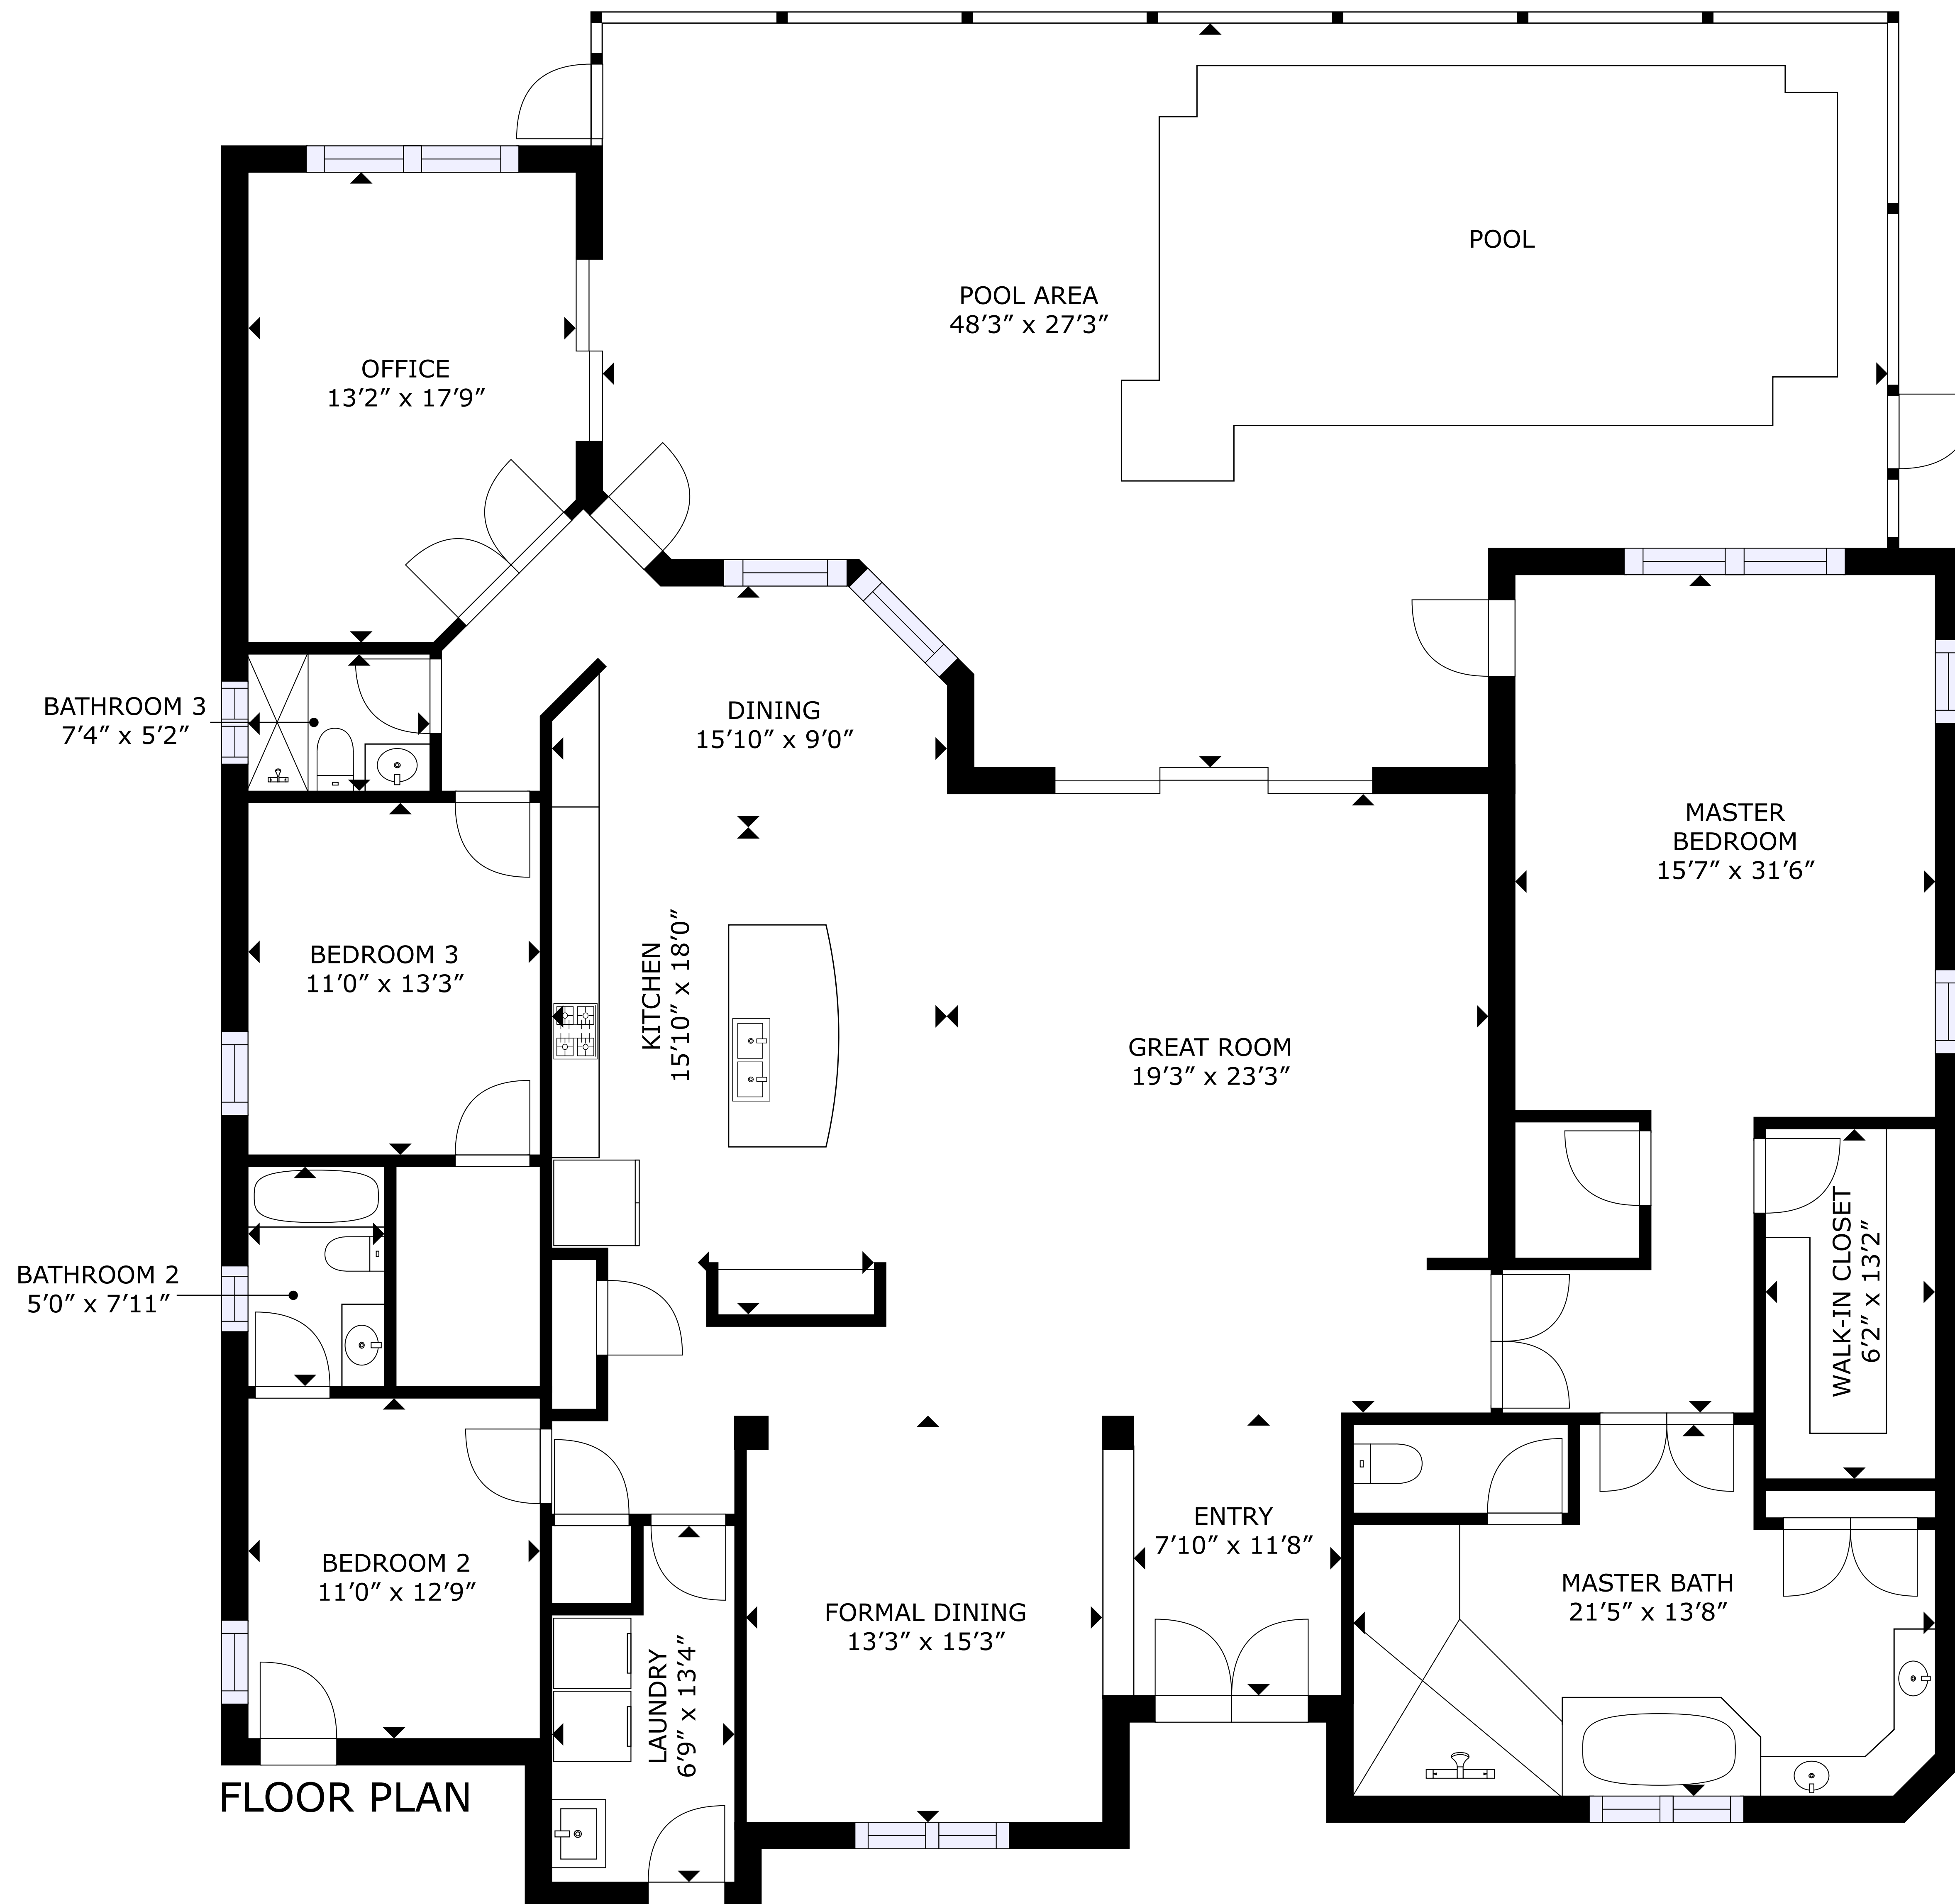 POOL
POOL AREA
48’3” x 27’3”
OFFICE
13’2” x 17’9”
BATHROOM 3
7’4” x 5’2”
DINING
15’10” x 9’0”
MASTER
BEDROOM
15’7” x 31’6”
BEDROOM 3
11’0” x 13’3”
KITCHEN
15’10” x 18’0”
GREAT ROOM
19’3” x 23’3”
BATHROOM 2
5’0” x 7’11”
WALK-IN CLOSET
6’2” x 13’2”
ENTRY
7’10” x 11’8”
BEDROOM 2
11’0” x 12’9”
MASTER BATH
21’5” x 13’8”
FORMAL DINING
13’3” x 15’3”
LAUNDRY
6’9” x 13’4”
FLOOR PLAN